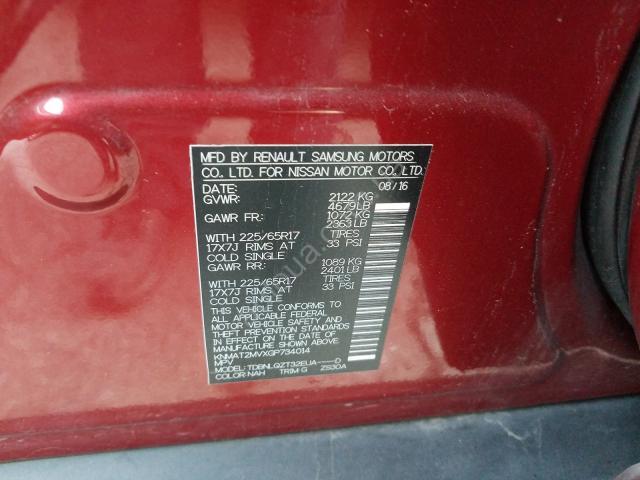 MFD BY RENAULT SAMSUNG MOTORS
CO., LTD. FOR NISSAN MOTOR CO., LTD.
DATE: 08/16
GVWR: 2122 KG
4679LB
GAWR FR: 1072 KG
2363LB
WITH 225/65R17 TIRES
17X7J RIMS AT 33 PSI
COLD SINGLE
GAWR RR: 1089 KG
2401LB
WITH 225/65R17 TIRES
17X7J RIMS AT 33 PSI
COLD SINGLE
THIS VEHICLE CONFORMS TO
ALL APPLICABLE FEDERAL
MOTOR VEHICLE SAFETY, BUMPER,
AND THEFT PREVENTION STANDARDS
IN EFFECT ON THE DATE OF
MANUFACTURE SHOWN ABOVE.
KNMAT2MVXGP734014
MPV
MODEL: TDBNLQZT32EUA----D
COLOR:NAH TRIM:G Z530A